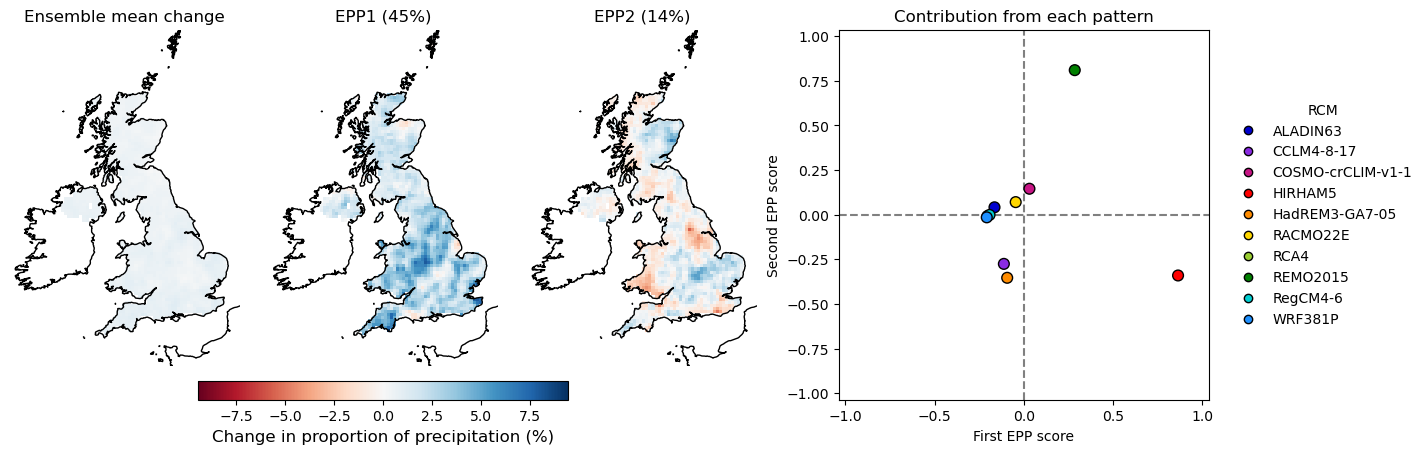 Ensemble mean change
EPP1 (45%)
EPP2 (14%)
Contribution from each pattern
1.00
0.75
0.50
0.25
0.00
−0.25
−0.50
−0.75
−1.00
Second EPP score
−1.0
−0.5
0.0
0.5
1.0
First EPP score
RCM
ALADIN63
CCLM4-8-17
COSMO-crCLIM-v1-1
HIRHAM5
HadREM3-GA7-05
RACMO22E
RCA4
REMO2015
RegCM4-6
WRF381P
−7.5
−5.0
−2.5
0.0
2.5
5.0
7.5
Change in proportion of precipitation (%)